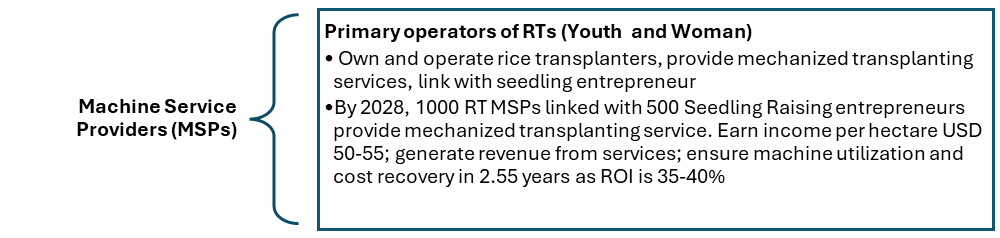 Machine Service
Providers (MSPs)
Primary operators of RTs (Youth and Woman)
• Own and operate rice transplanters, provide mechanized transplanting
services, link with seedling entrepreneur
•By 2028, 1000 RT MSPs linked with 500 Seedling Raising entrepreneurs
provide mechanized transplanting service. Earn income per hectare USD
50-55; generate revenue from services; ensure machine utilization and
cost recovery in 2.55 years as ROI is 35-40%